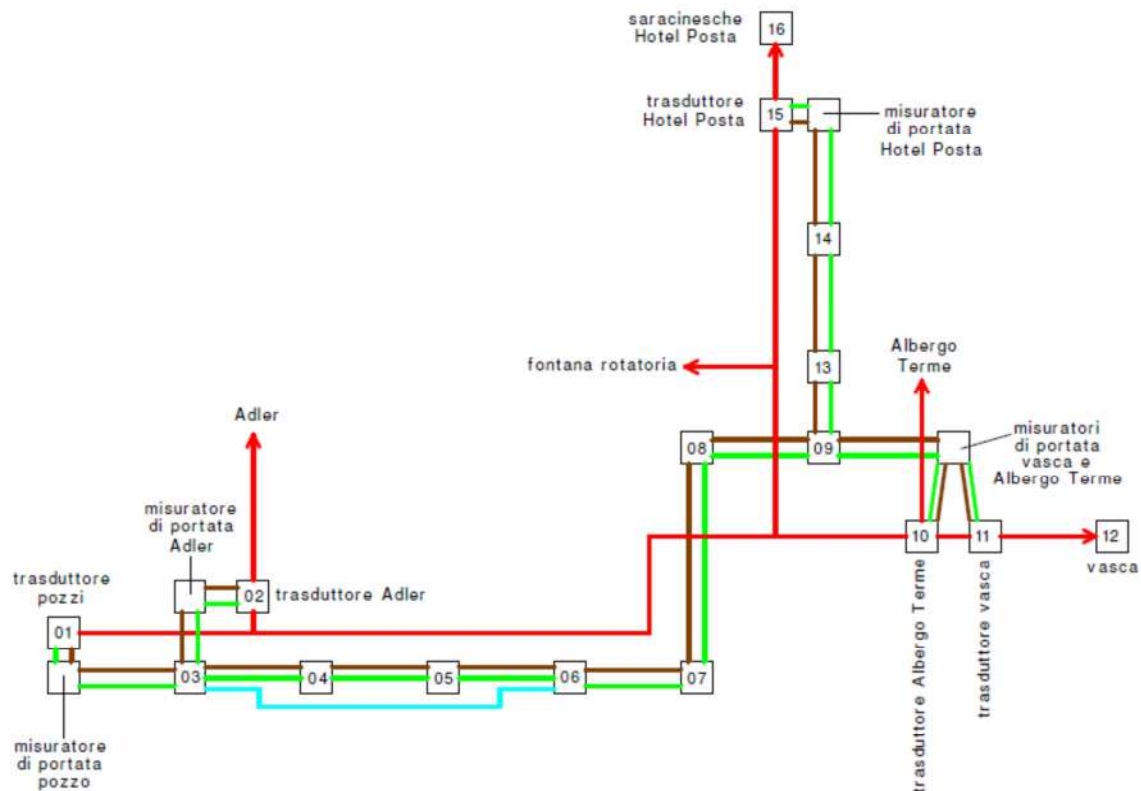 saracinesche
Hotel Posta
16
trasduttore
Hotel Posta
15
misuratore
di portata
Hotel Posta
14
fontana rotatoria
13
Albergo
Terme
Adler
08
09
misuratori
di portata
vasca e
Albergo Terme
misuratore
di portata
Adler
10
11
12
vasca
trasduttore
pozzi
02
trasduttore Adler
01
03
04
05
06
07
trasduttore Albergo Terme
trasduttore vasca
misuratore
di portata
pozzo